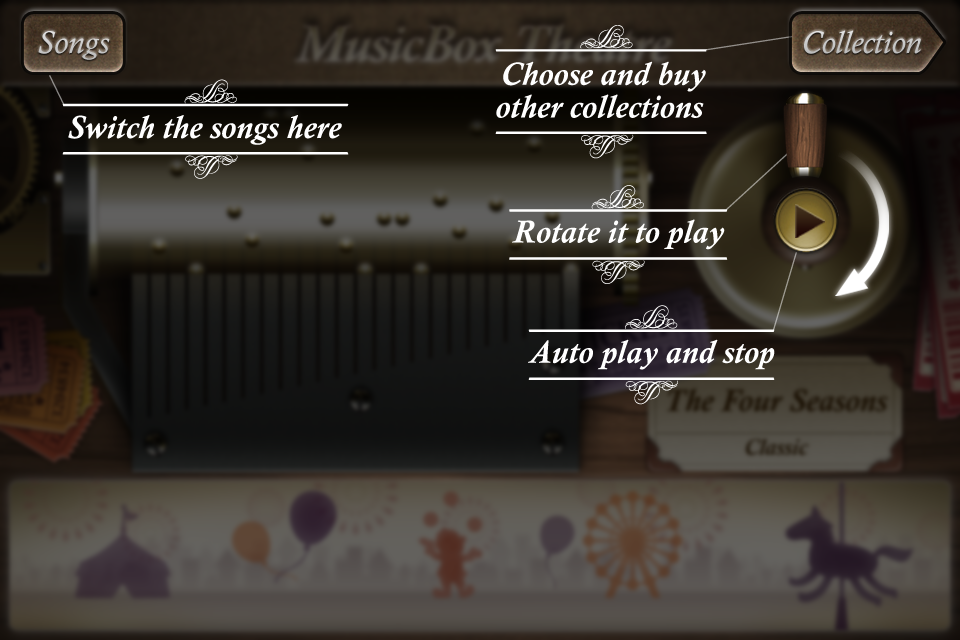 Songs
MusicBox Theatre
Collection
Choose and buy
other collections
Switch the songs here
Rotate it to play
Auto play and stop
The Four Seasons
Classic